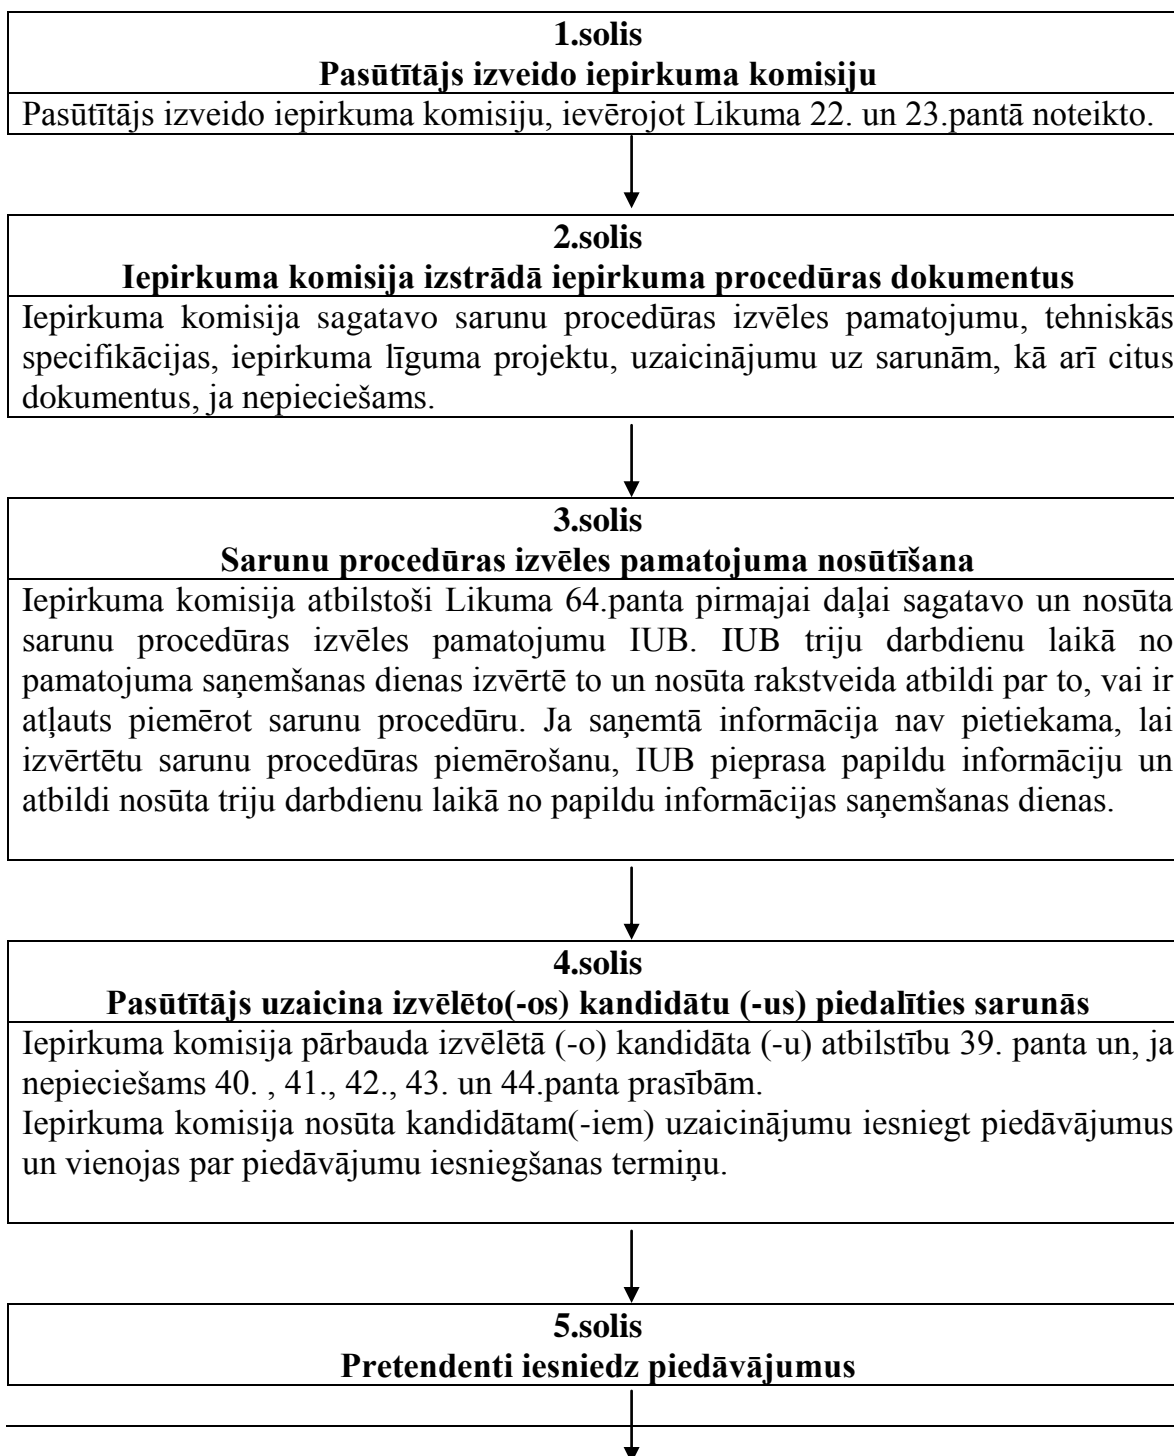 1.solis
Pasūtītājs izveido iepirkuma komisiju
Pasūtītājs izveido iepirkuma komisiju, ievērojot Likuma 22. un 23.pantā noteikto.
2.solis
Iepirkuma komisija izstrādā iepirkuma procedūras dokumentus
Iepirkuma komisija sagatavo sarunu procedūras izvēles pamatojumu, tehniskās
specifikācijas, iepirkuma līguma projektu, uzaicinājumu uz sarunām, kā arī citus
dokumentus, ja nepieciešams.
3.solis
Sarunu procedūras izvēles pamatojuma nosūtīšana
Iepirkuma komisija atbilstoši Likuma 64.panta pirmajai daļai sagatavo un nosūta
sarunu procedūras izvēles pamatojumu IUB. IUB triju darbdienu laikā no
pamatojuma saņemšanas dienas izvērtē to un nosūta rakstveida atbildi par to, vai ir
atļauts piemērot sarunu procedūru. Ja saņemtā informācija nav pietiekama, lai
izvērtētu sarunu procedūras piemērošanu, IUB pieprasa papildu informāciju un
atbildi nosūta triju darbdienu laikā no papildu informācijas saņemšanas dienas.
4.solis
Pasūtītājs uzaicina izvēlēto(-os) kandidātu (-us) piedalīties sarunās
Iepirkuma komisija pārbauda izvēlētā (-o) kandidāta (-u) atbilstību 39. panta un, ja
nepieciešams 40. , 41., 42., 43. un 44.panta prasībām.
Iepirkuma komisija nosūta kandidātam(-iem) uzaicinājumu iesniegt piedāvājumus
un vienojas par piedāvājumu iesniegšanas termiņu.
5.solis
Pretendenti iesniedz piedāvājumus